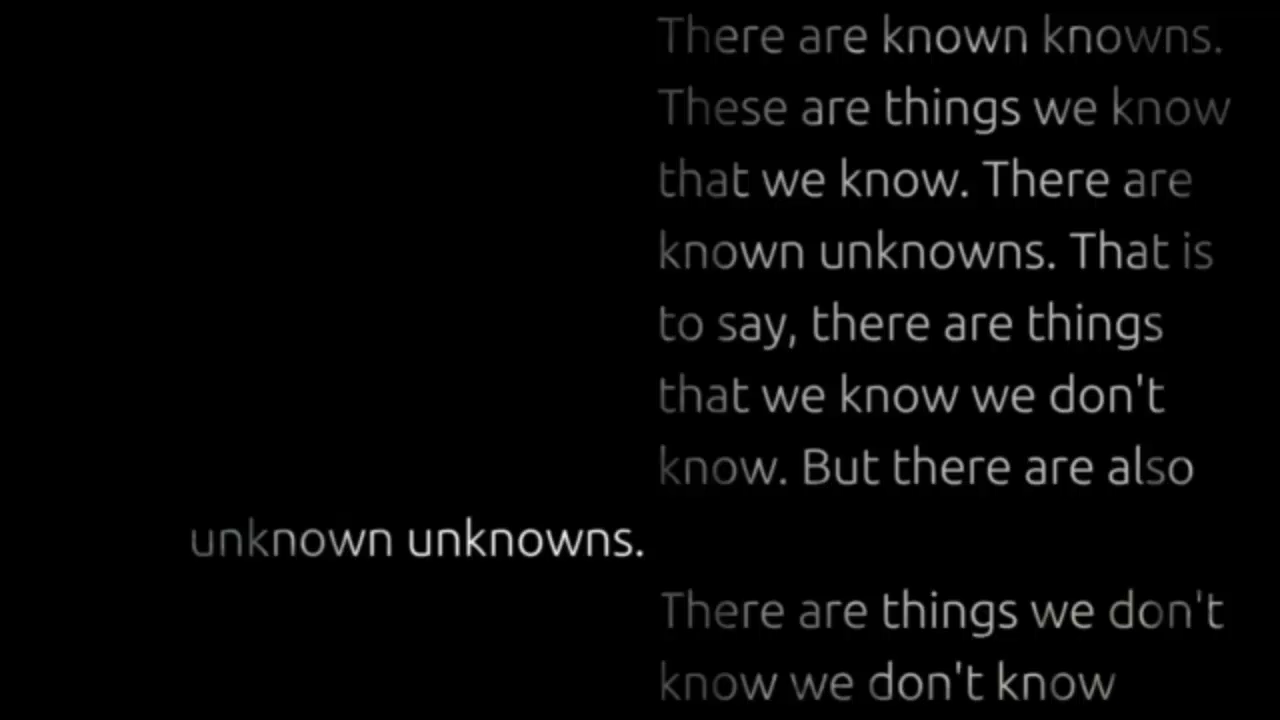 There are known knowns.
These are things we know
that we know. There are
known unknowns. That is
to say, there are things
that we know we don't
know. But there are also
unknown unknowns.
There are things we don't
know we don't know